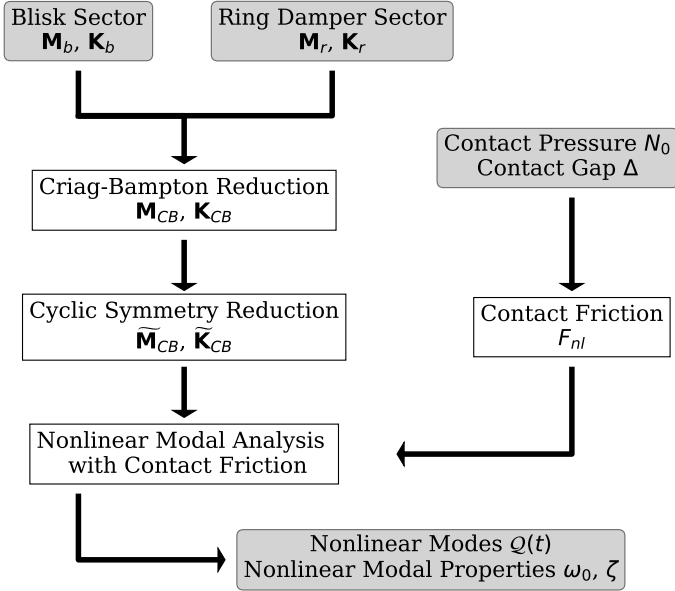 Blisk Sector
M_b, K_b
Ring Damper Sector
M_r, K_r
Contact Pressure N_0
Contact Gap Δ
Criag-Bampton Reduction
M_CB, K_CB
Cyclic Symmetry Reduction
M̃_CB, K̃_CB
Contact Friction
F_nl
Nonlinear Modal Analysis
with Contact Friction
Nonlinear Modes 𝒬(t)
Nonlinear Modal Properties ω_0, ζ